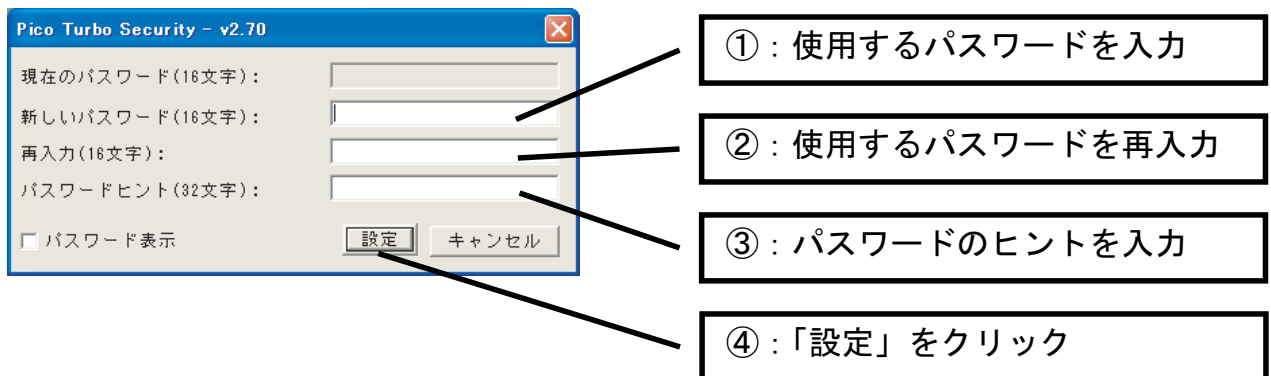 Pico Turbo Security - v2.70
現在のパスワード(16文字):
新しいパスワード(16文字):
再入力(16文字):
パスワードヒント(32文字):
パスワード表示
設定
キャンセル
①:使用するパスワードを入力
②:使用するパスワードを再入力
③:パスワードのヒントを入力
④:「設定」をクリック